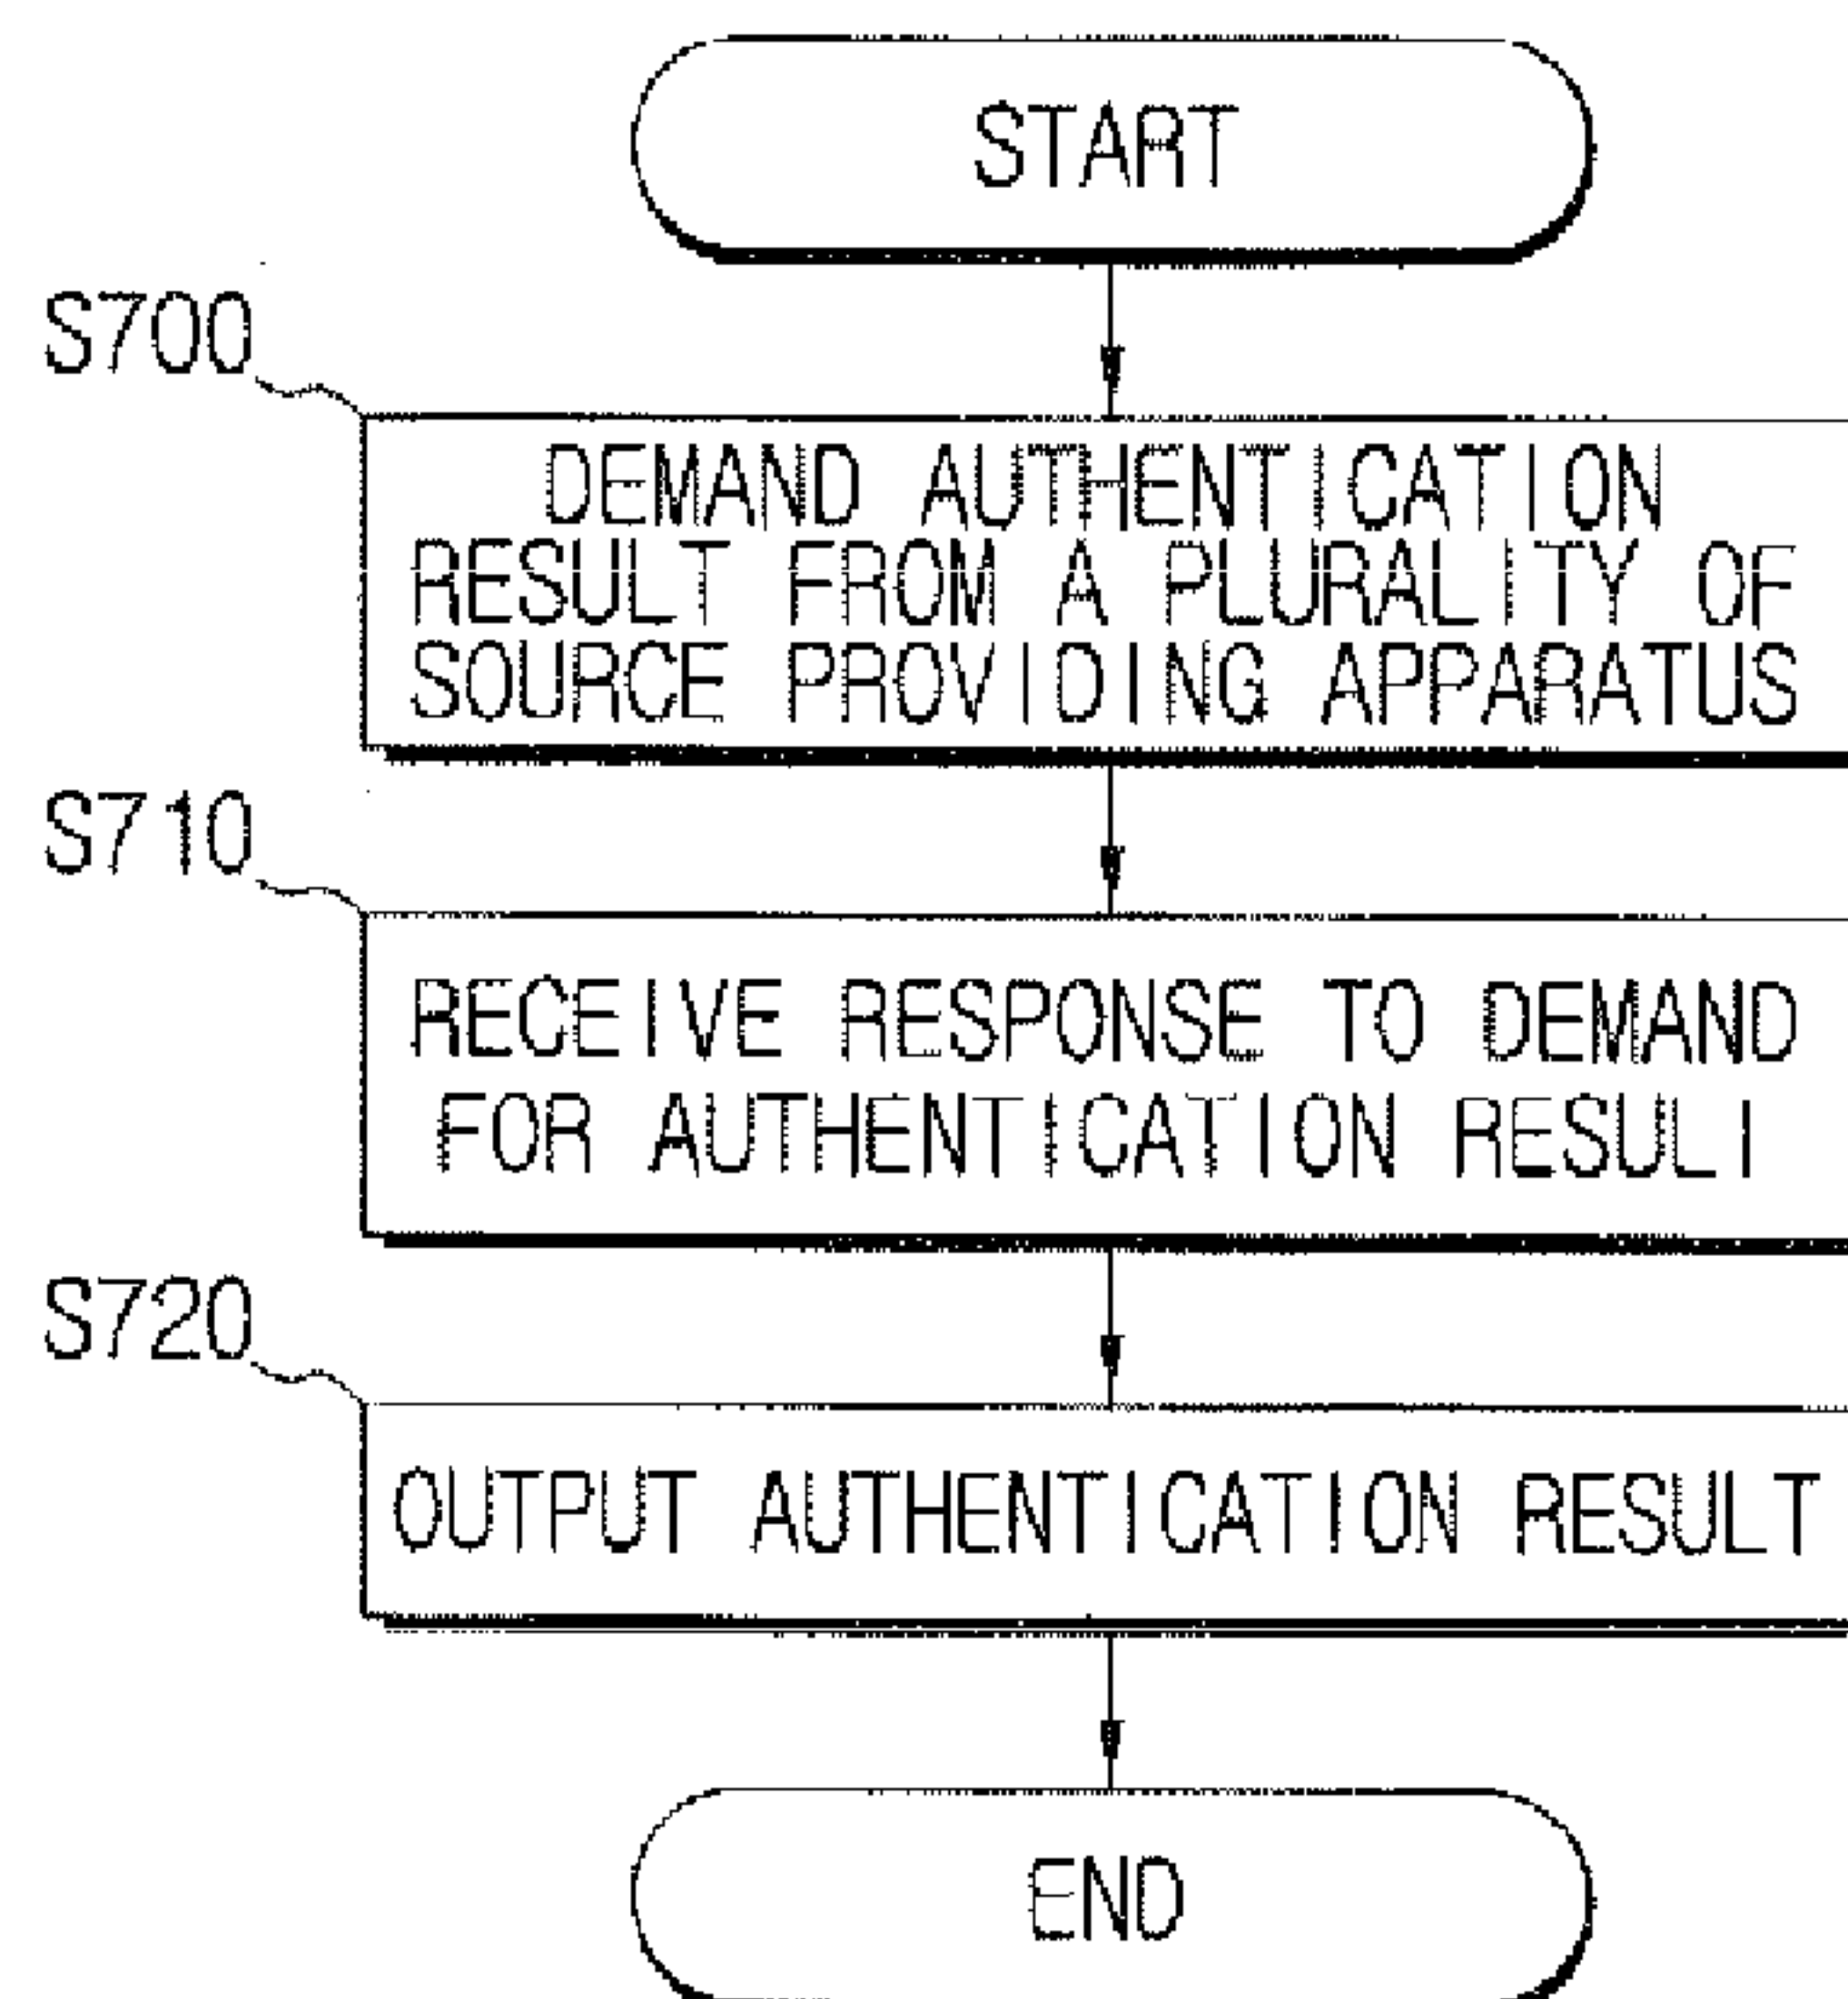 START
S700
DEMAND AUTHENTICATION
RESULT FROM A PLURALITY OF
SOURCE PROVIDING APPARATUS
S710
RECEIVE RESPONSE TO DEMAND
FOR AUTHENTICATION RESULT
S720
OUTPUT AUTHENTICATION RESULT
END